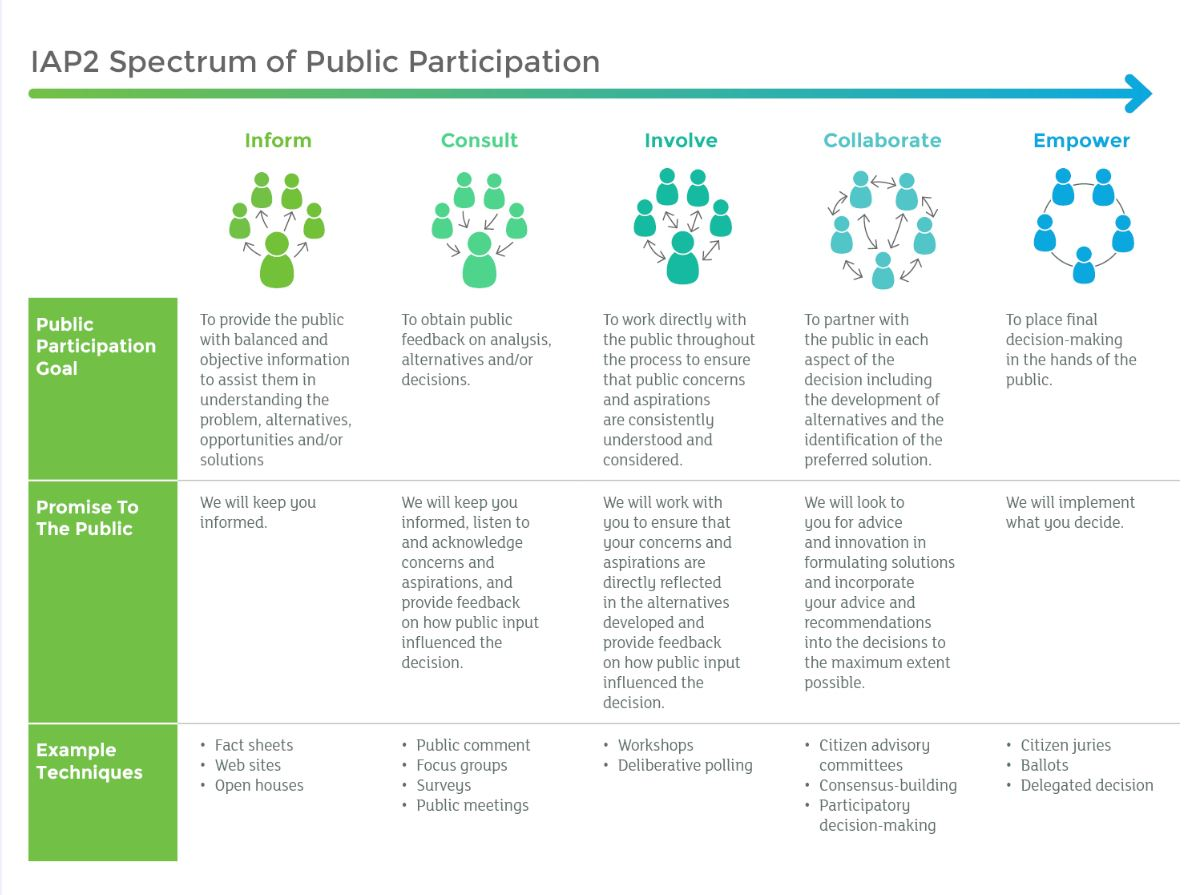 IAP2 Spectrum of Public Participation
Inform
Consult
Involve
Collaborate
Empower
Public
Participation
Goal
To provide the public
with balanced and
objective information
to assist them in
understanding the
problem, alternatives,
opportunities and/or
solutions
To obtain public
feedback on analysis,
alternatives and/or
decisions.
To work directly with
the public throughout
the process to ensure
that public concerns
and aspirations
are consistently
understood and
considered.
To partner with
the public in each
aspect of the
decision including
the development of
alternatives and the
identification of the
preferred solution.
To place final
decision-making
in the hands of the
public.
Promise To
The Public
We will keep you
informed.
We will keep you
informed, listen to
and acknowledge
concerns and
aspirations, and
provide feedback
on how public input
influenced the
decision.
We will work with
you to ensure that
your concerns and
aspirations are
directly reflected
in the alternatives
developed and
provide feedback
on how public input
influenced the
decision.
We will look to
you for advice
and innovation in
formulating solutions
and incorporate
your advice and
recommendations
into the decisions to
the maximum extent
possible.
We will implement
what you decide.
Example
Techniques
• Fact sheets
• Web sites
• Open houses
• Public comment
• Focus groups
• Surveys
• Public meetings
• Workshops
• Deliberative polling
• Citizen advisory
committees
• Consensus-building
• Participatory
decision-making
• Citizen juries
• Ballots
• Delegated decision